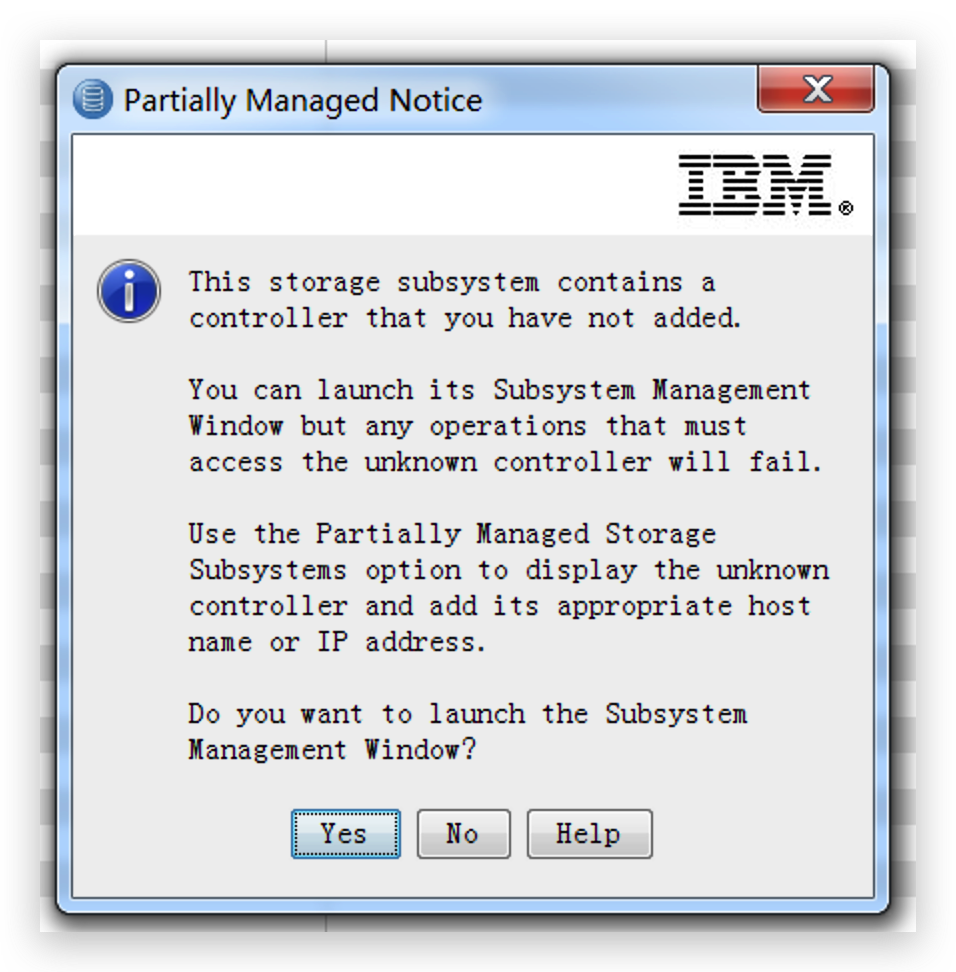 Partially Managed Notice
IBM®
This storage subsystem contains a
controller that you have not added.
You can launch its Subsystem Management
Window but any operations that must
access the unknown controller will fail.
Use the Partially Managed Storage
Subsystems option to display the unknown
controller and add its appropriate host
name or IP address.
Do you want to launch the Subsystem
Management Window?
Yes No Help